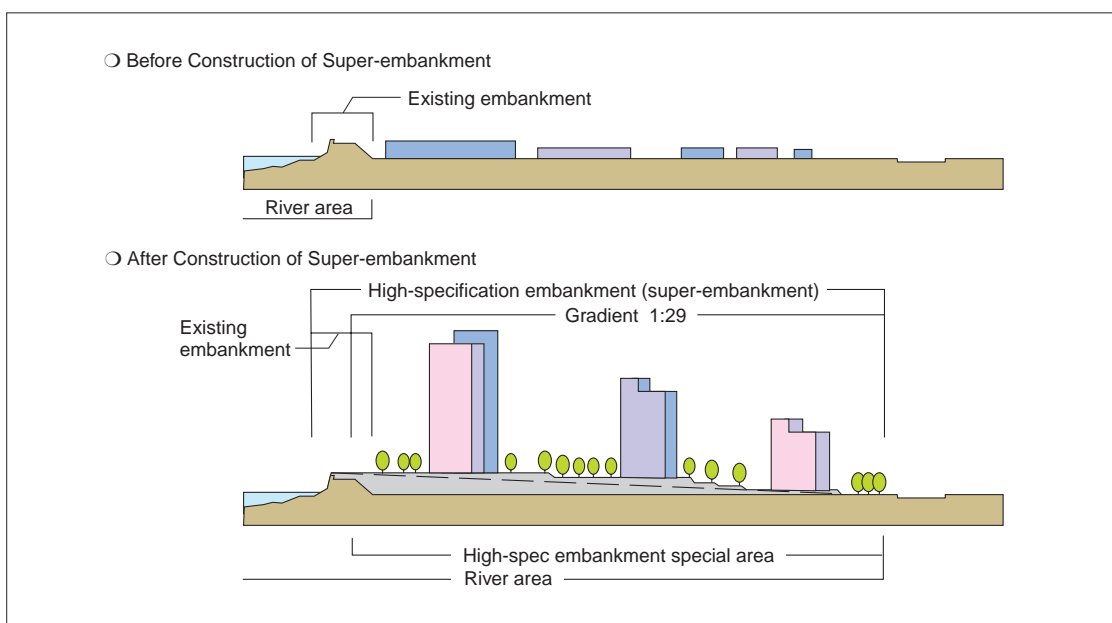 ❍ Before Construction of Super-embankment
Existing embankment
River area
❍ After Construction of Super-embankment
High-specification embankment (super-embankment)
Gradient 1:29
Existing
embankment
High-spec embankment special area
River area